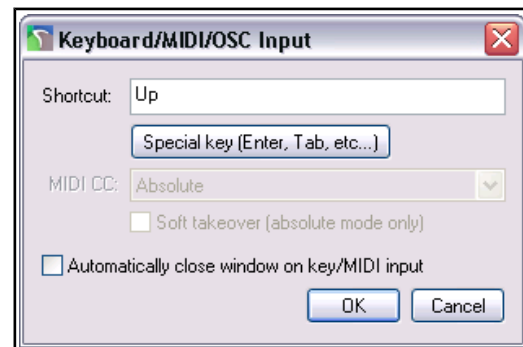 Keyboard/MIDI/OSC Input
Shortcut: Up
Special key (Enter, Tab, etc...)
MIDI CC: Absolute
Soft takeover (absolute mode only)
Automatically close window on key/MIDI input
OK Cancel